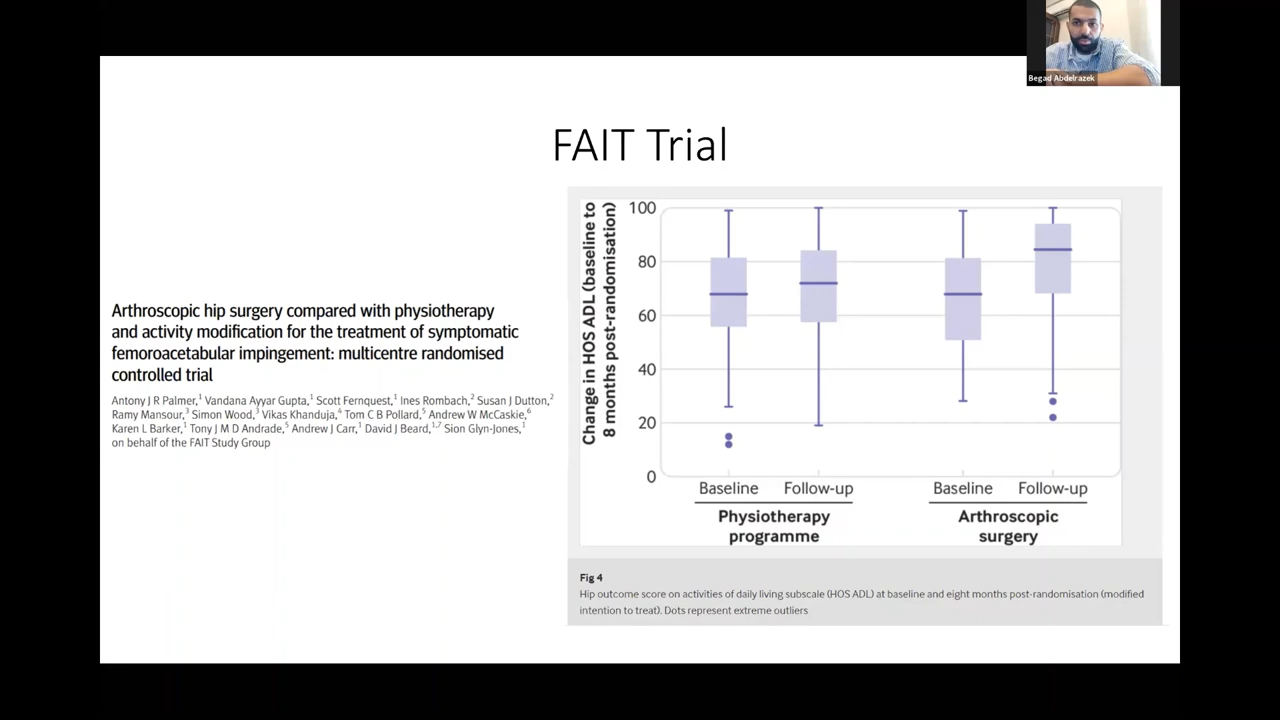 Begad Abdelrazek
FAIT Trial
Arthroscopic hip surgery compared with physiotherapy
and activity modification for the treatment of symptomatic
femoroacetabular impingement: multicentre randomised
controlled trial
Antony J R Palmer,1 Vandana Ayyar Gupta,1 Scott Fernquest,1 Ines Rombach,2 Susan J Dutton,2
Ramy Mansour,3 Simon Wood,3 Vikas Khanduja,4 Tom C B Pollard,5 Andrew W McCaskie,6
Karen L Barker,1 Tony J M D Andrade,5 Andrew J Carr,1 David J Beard,1,7 Sion Glyn-Jones,1
on behalf of the FAIT Study Group
Change in HOS ADL (baseline to
8 months post-randomisation)
100
80
60
40
20
0
Baseline Follow-up Baseline Follow-up
Physiotherapy Arthroscopic
programme surgery
Fig 4
Hip outcome score on activities of daily living subscale (HOS ADL) at baseline and eight months post-randomisation (modified
intention to treat). Dots represent extreme outliers